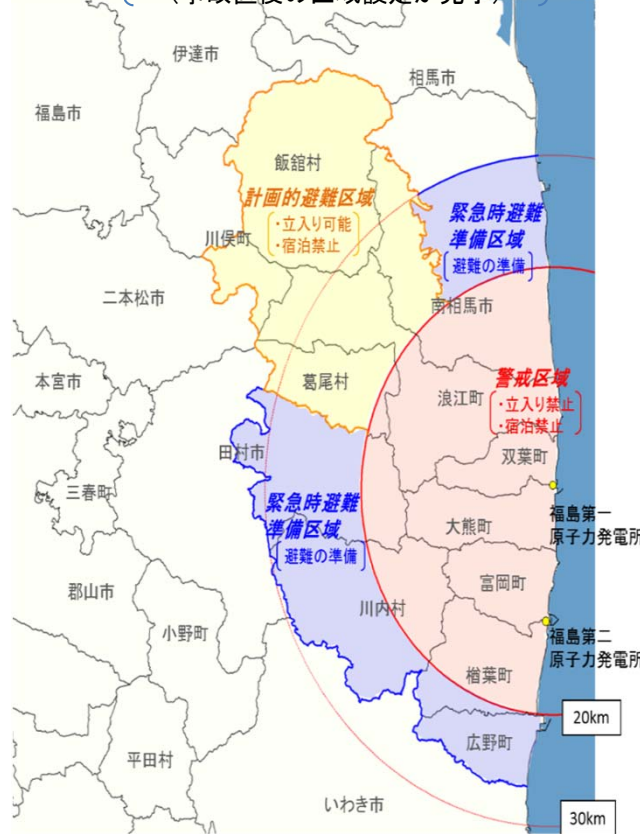 伊達市
相馬市
福島市
飯舘村
計画的避難区域
・立入り可能
・宿泊禁止
緊急時避難
準備区域
避難の準備
川俣町
二本松市
南相馬市
本宮市
葛尾村
浪江町
警戒区域
・立入り禁止
・宿泊禁止
田村市
双葉町
三春町
緊急時避難
準備区域
避難の準備
大熊町
福島第一
原子力発電所
郡山市
小野町
川内村
富岡町
福島第二
原子力発電所
楢葉町
20km
広野町
平田村
いわき市
30km